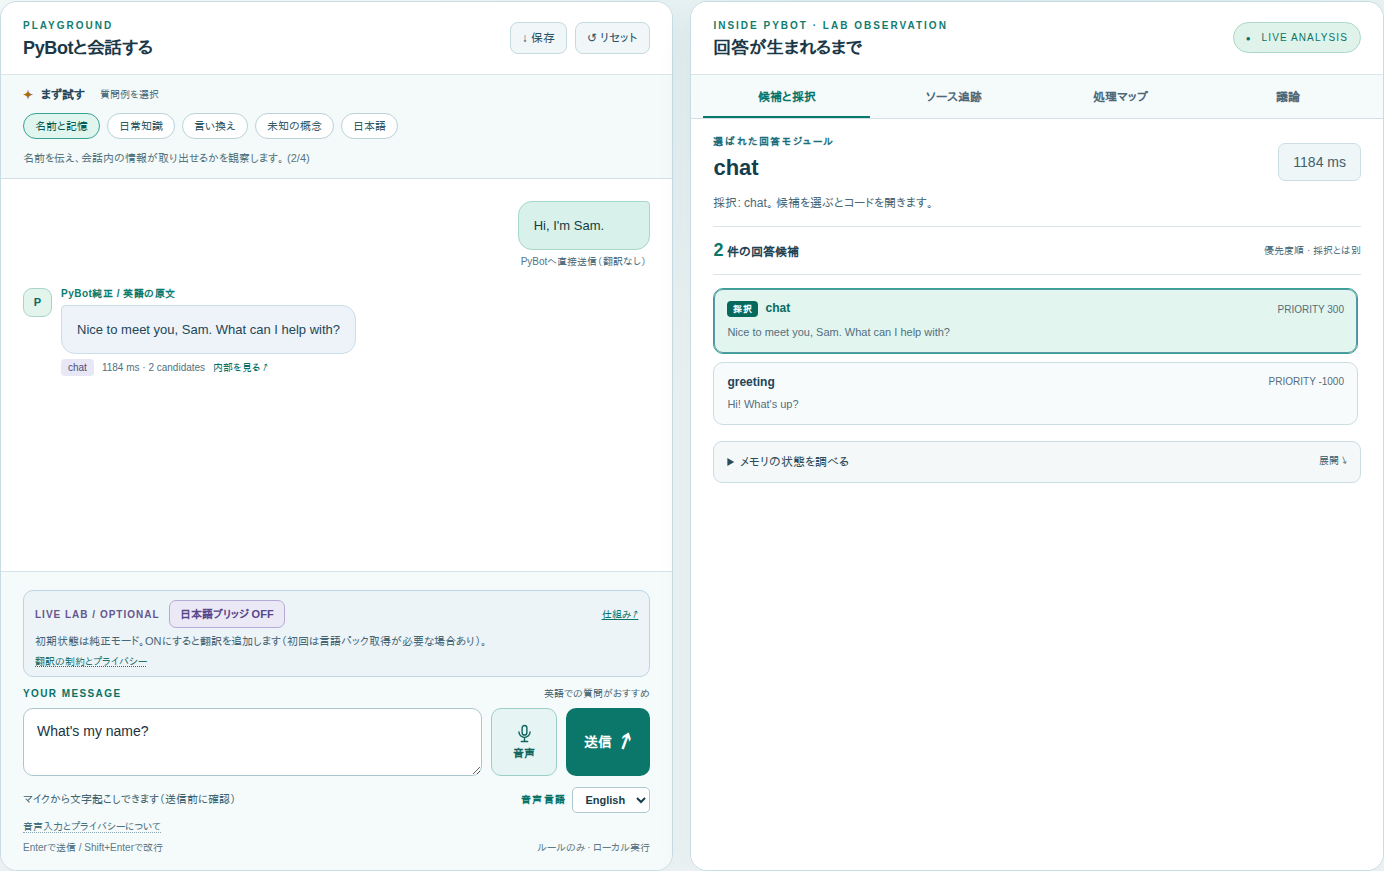 PLAYGROUND
PyBotと会話する
↓ 保存
↺ リセット
✦ まず試す 質問例を選択
名前と記憶
日常知識
言い換え
未知の概念
日本語
名前を伝え、会話内の情報が取り出せるかを観察します。(2/4)
Hi, I'm Sam.
PyBotへ直接送信(翻訳なし)
P
PyBot純正 / 英語の原文
Nice to meet you, Sam. What can I help with?
chat 1184 ms · 2 candidates 内部を見る↗
LIVE LAB / OPTIONAL 日本語ブリッジ OFF 仕組み↗
初期状態は純正モード。ONにすると翻訳を追加します(初回は言語パック取得が必要な場合あり)。
翻訳の制約とプライバシー
YOUR MESSAGE 英語での質問がおすすめ
What's my name?
音声
送信 ↗
マイクから文字起こしできます(送信前に確認) 音声言語 English
音声入力とプライバシーについて
Enterで送信 / Shift+Enterで改行 ルールのみ · ローカル実行
INSIDE PYBOT · LAB OBSERVATION
回答が生まれるまで
• LIVE ANALYSIS
候補と採択
ソース追跡
処理マップ
議論
選ばれた回答モジュール
chat
1184 ms
採択: chat。候補を選ぶとコードを開きます。
2 件の回答候補 優先度順 · 採択とは別
採択 chat PRIORITY 300
Nice to meet you, Sam. What can I help with?
greeting PRIORITY -1000
Hi! What's up?
▶ メモリの状態を調べる 展開↘